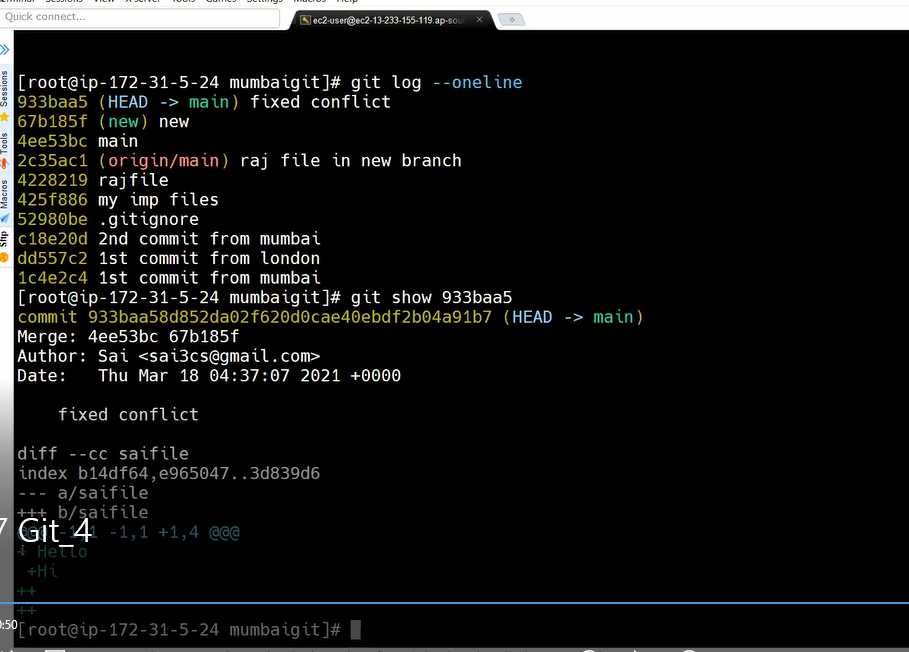 Quick connect...
ec2-user@ec2-13-233-155-119.ap-sou
Sessions
Tools
Macros
Sftp
[root@ip-172-31-5-24 mumbaigit]# git log --oneline
933baa5 (HEAD -> main) fixed conflict
67b185f (new) new
4ee53bc main
2c35ac1 (origin/main) raj file in new branch
4228219 rajfile
425f886 my imp files
52980be .gitignore
c18e20d 2nd commit from mumbai
dd557c2 1st commit from london
1c4e2c4 1st commit from mumbai
[root@ip-172-31-5-24 mumbaigit]# git show 933baa5
commit 933baa58d852da02f620d0cae40ebdf2b04a91b7 (HEAD -> main)
Merge: 4ee53bc 67b185f
Author: Sai <sai3cs@gmail.com>
Date:   Thu Mar 18 04:37:07 2021 +0000
fixed conflict
diff --cc saifile
index b14df64,e965047..3d839d6
--- a/saifile
+++ b/saifile
7 Git_4
-1,1 +1,4 @@@
Hello
+Hi
++
++
:50
[root@ip-172-31-5-24 mumbaigit]#